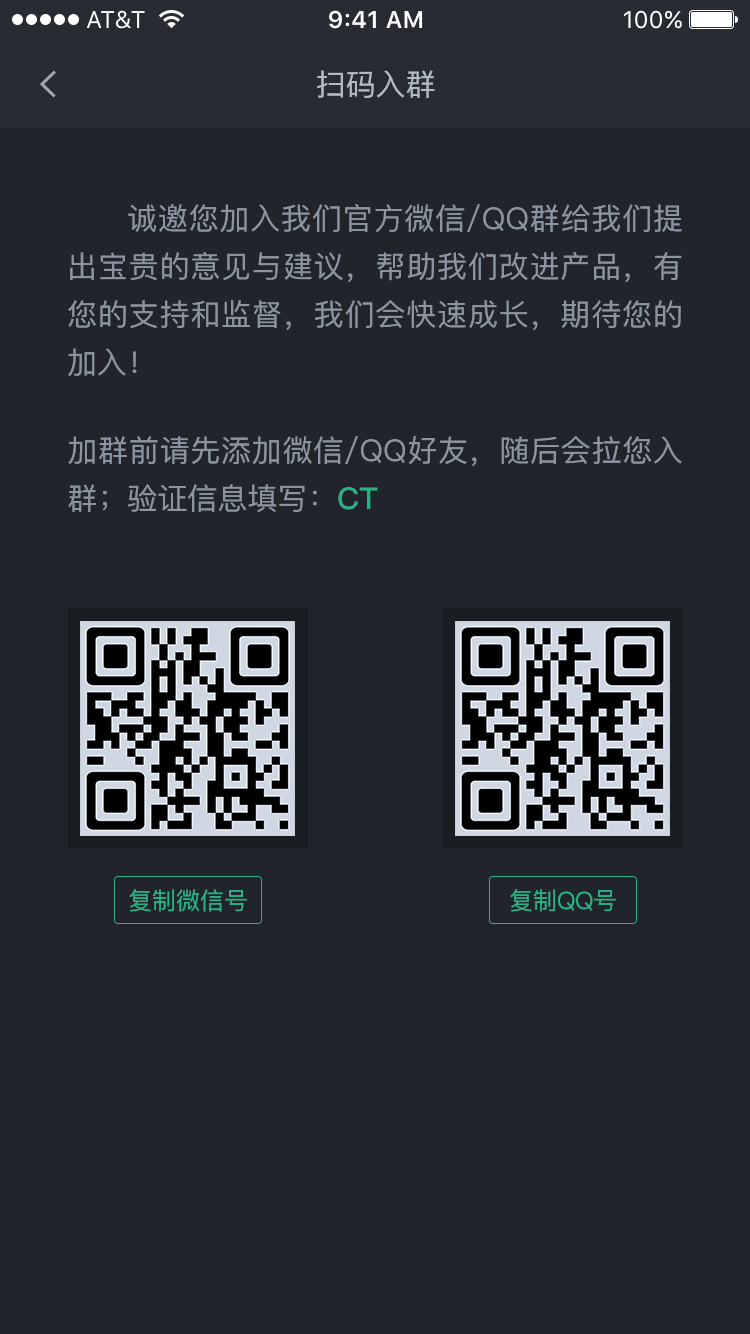 AT&T 9:41 AM 100%
扫码入群
诚邀您加入我们官方微信/QQ群给我们提
出宝贵的意见与建议，帮助我们改进产品，有
您的支持和监督，我们会快速成长，期待您的
加入！
加群前请先添加微信/QQ好友，随后会拉您入
群；验证信息填写：CT
复制微信号 复制QQ号